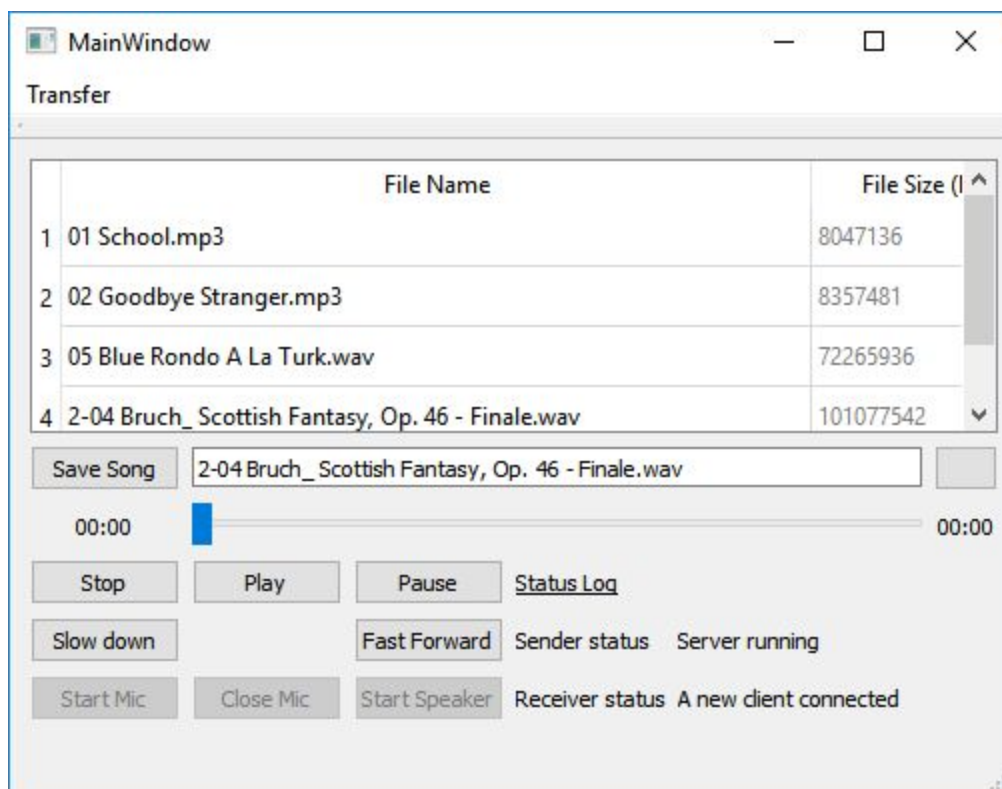 MainWindow
Transfer
File Name File Size (
1 01 School.mp3 8047136
2 02 Goodbye Stranger.mp3 8357481
3 05 Blue Rondo A La Turk.wav 72265936
4 2-04 Bruch_ Scottish Fantasy, Op. 46 - Finale.wav 101077542
Save Song 2-04 Bruch_ Scottish Fantasy, Op. 46 - Finale.wav
00:00 00:00
Stop Play Pause Status Log
Slow down Fast Forward Sender status Server running
Start Mic Close Mic Start Speaker Receiver status A new client connected